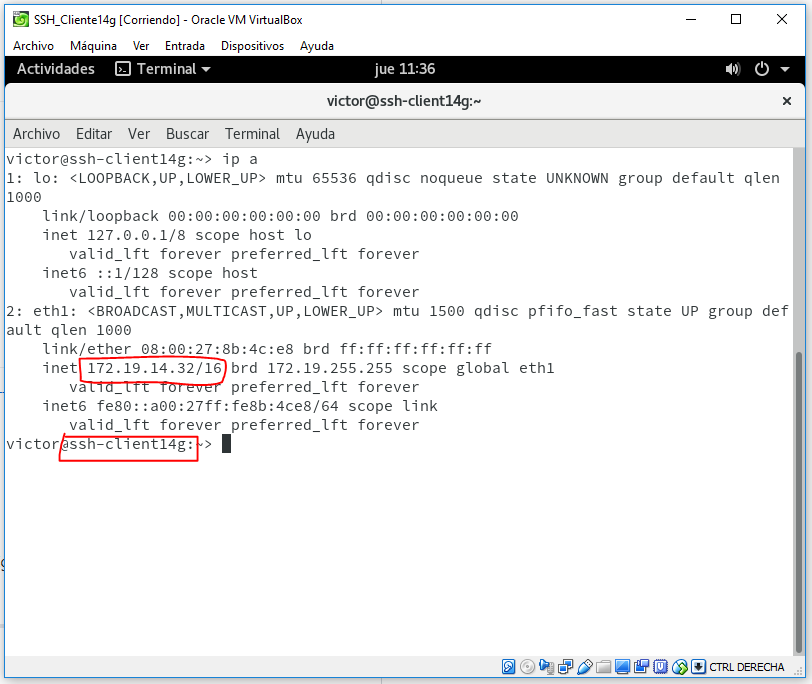 SSH_Cliente14g [Corriendo] - Oracle VM VirtualBox
Archivo Máquina Ver Entrada Dispositivos Ayuda
Actividades Terminal jue 11:36
victor@ssh-client14g:~
Archivo Editar Ver Buscar Terminal Ayuda
victor@ssh-client14g:~> ip a
1: lo: <LOOPBACK,UP,LOWER_UP> mtu 65536 qdisc noqueue state UNKNOWN group default qlen
1000
link/loopback 00:00:00:00:00:00 brd 00:00:00:00:00:00
inet 127.0.0.1/8 scope host lo
valid_lft forever preferred_lft forever
inet6 ::1/128 scope host
valid_lft forever preferred_lft forever
2: eth1: <BROADCAST,MULTICAST,UP,LOWER_UP> mtu 1500 qdisc pfifo_fast state UP group def
ault qlen 1000
link/ether 08:00:27:8b:4c:e8 brd ff:ff:ff:ff:ff:ff
inet 172.19.14.32/16 brd 172.19.255.255 scope global eth1
valid_lft forever preferred_lft forever
inet6 fe80::a00:27ff:fe8b:4ce8/64 scope link
valid_lft forever preferred_lft forever
victor@ssh-client14g:~>
CTRL DERECHA